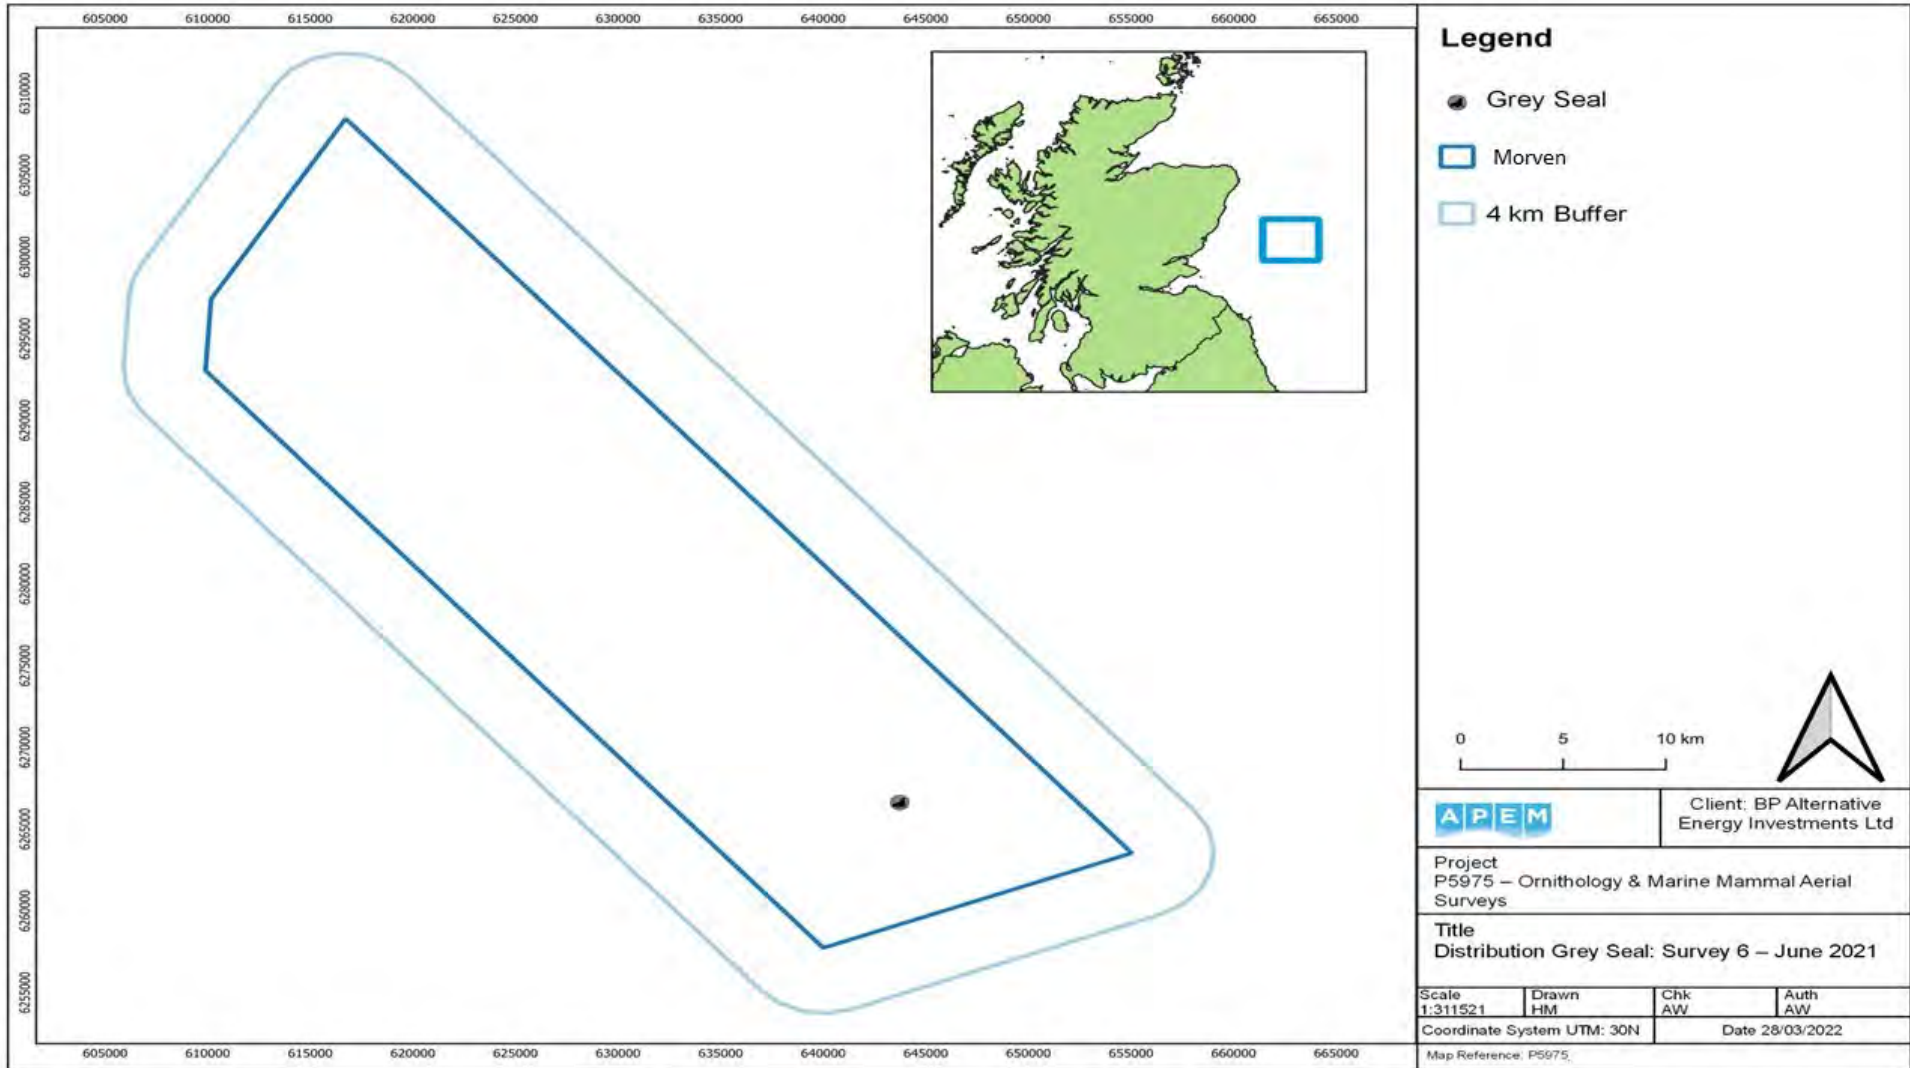 605000 610000 615000 620000 625000 630000 635000 640000 645000 650000 655000 660000 665000
6310000
6305000
6300000
6295000
6290000
6285000
6280000
6275000
6270000
6265000
6260000
6255000
605000 610000 615000 620000 625000 630000 635000 640000 645000 650000 655000 660000 665000
Legend
Grey Seal
Morven
4 km Buffer
0 5 10 km
APEM
Client: BP Alternative
Energy Investments Ltd
Project
P5975 – Ornithology & Marine Mammal Aerial
Surveys
Title
Distribution Grey Seal: Survey 6 – June 2021
Scale Drawn Chk Auth
1:311521 HM AW AW
Coordinate System UTM: 30N Date 28/03/2022
Map Reference: P5975